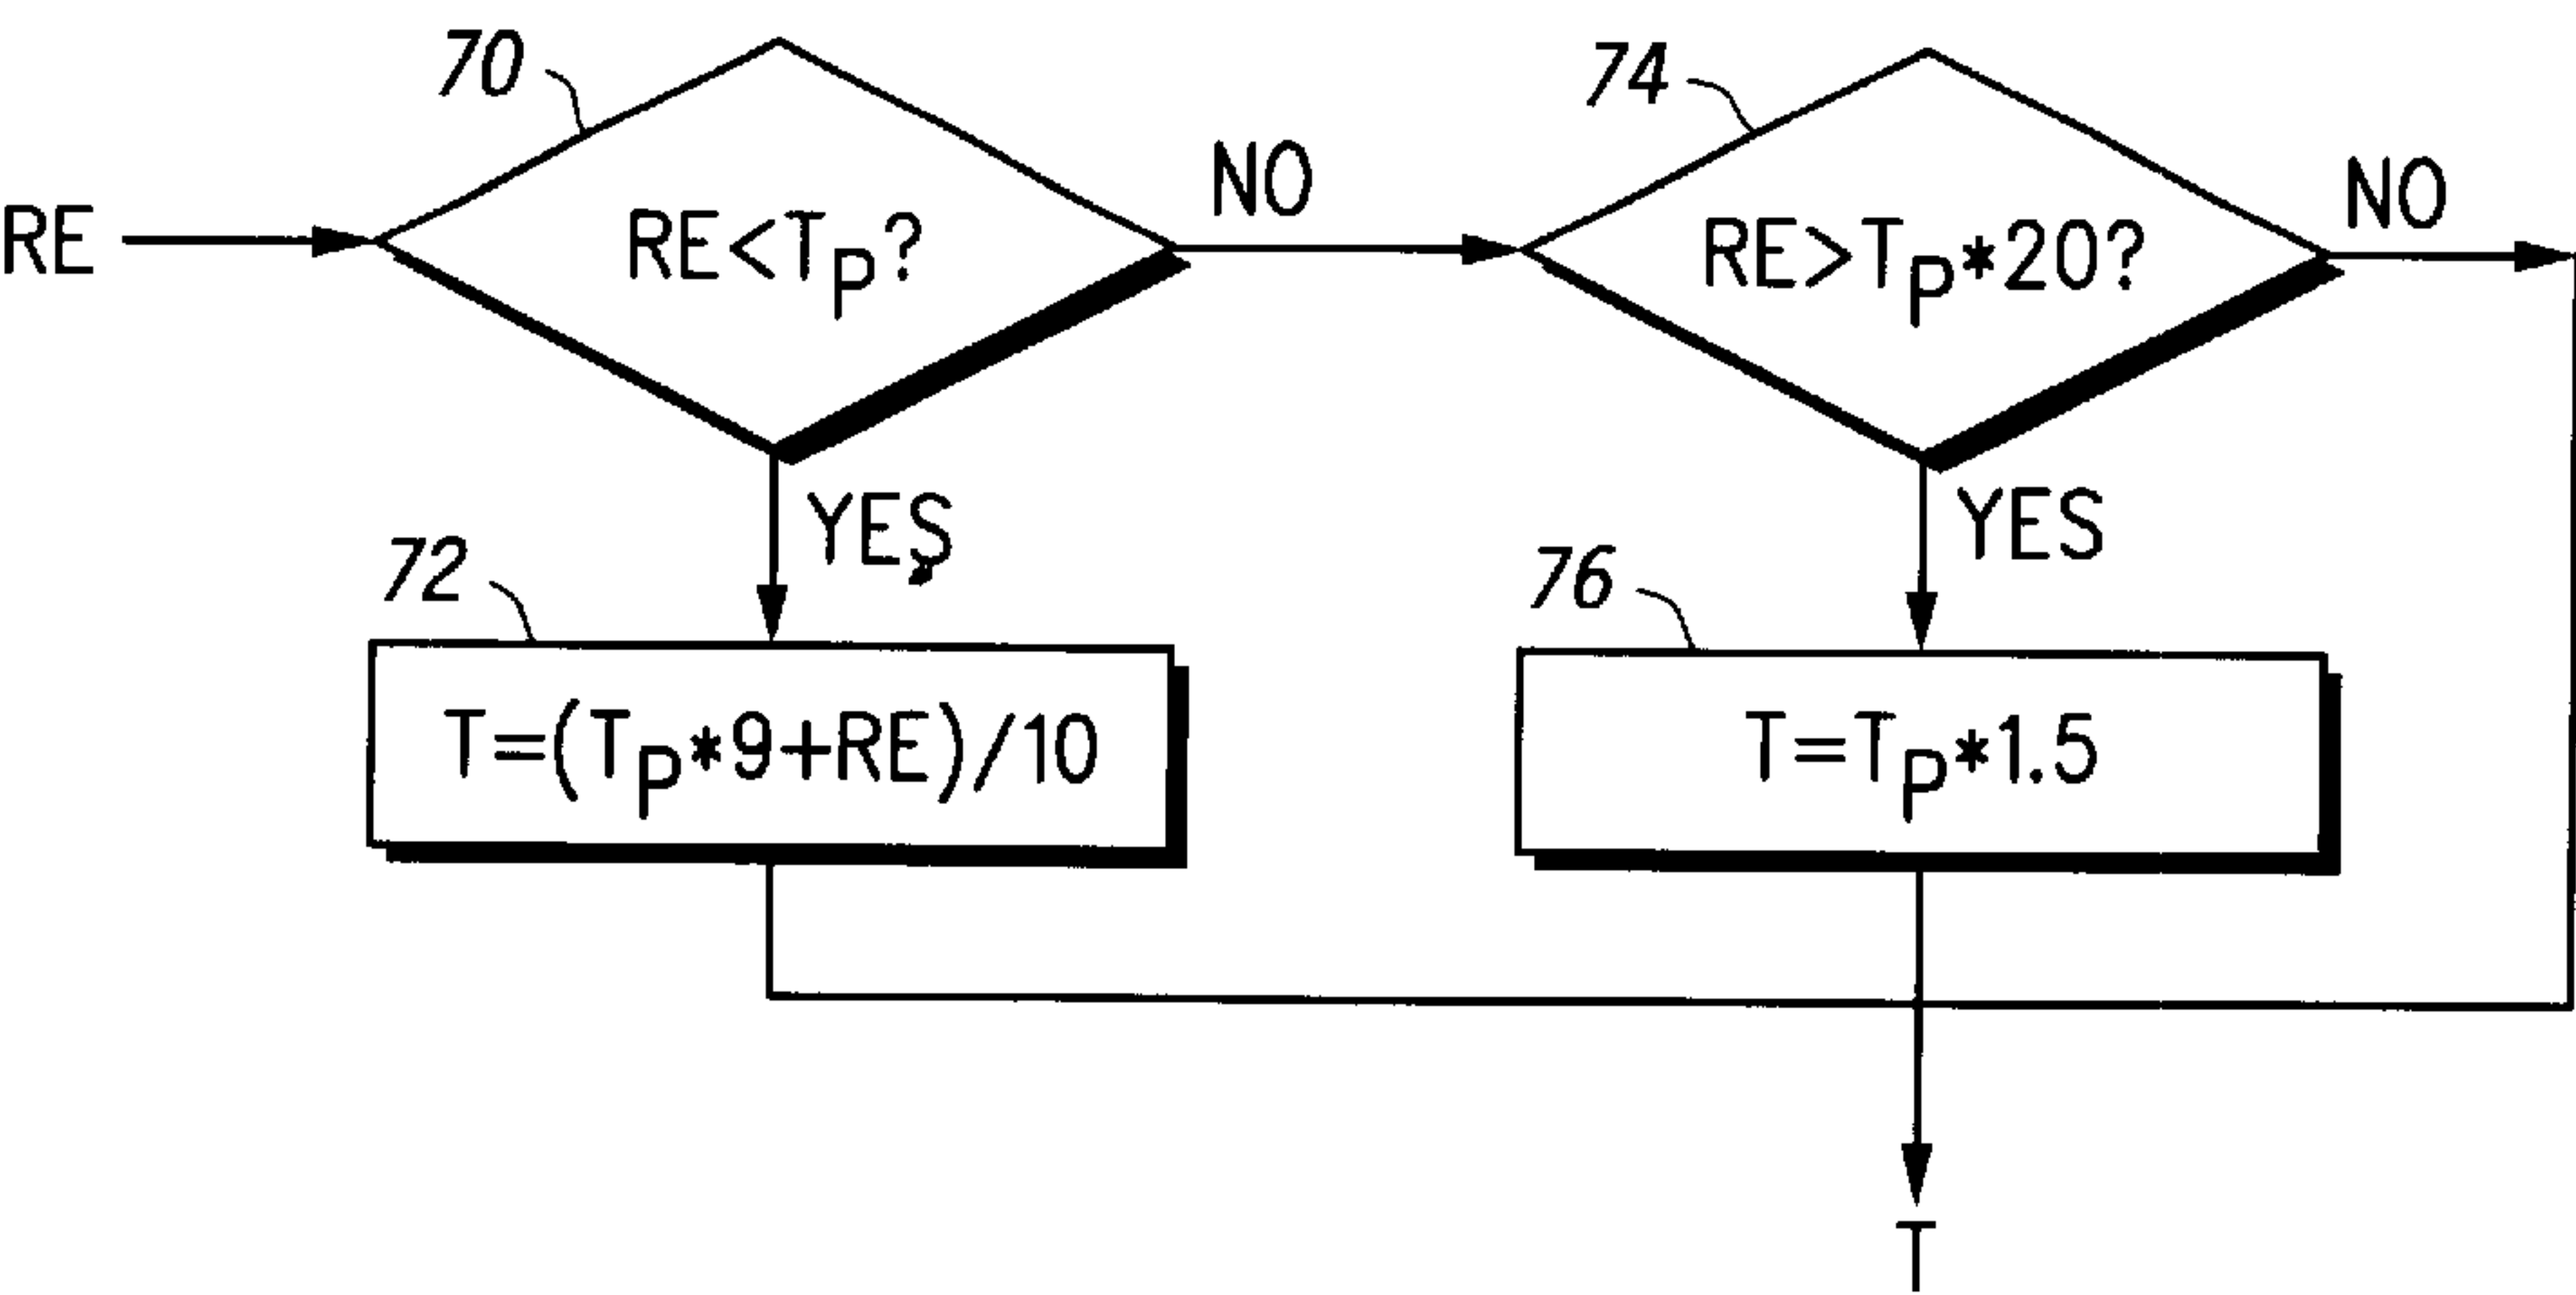 70
74
RE
RE<TP?
NO
RE>TP*20?
NO
YES
YES
72
76
T=(TP*9+RE)/10
T=TP*1.5
T